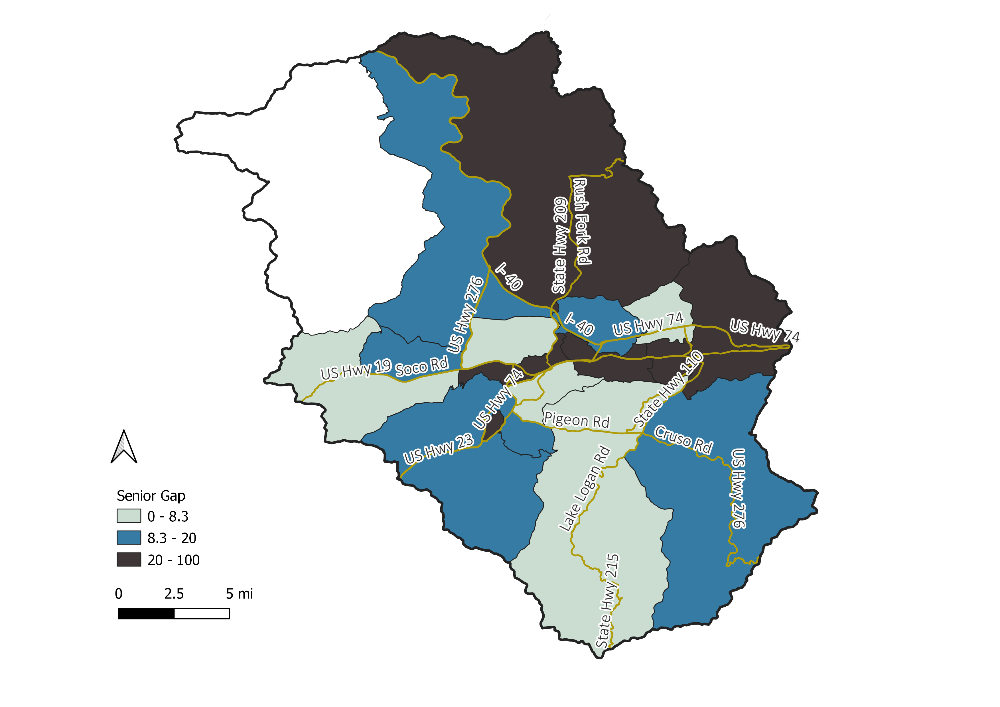 Rush Fork Rd
State Hwy 209
I- 40
US Hwy 276
I- 40
US Hwy 74
US Hwy 74
US Hwy 19
Soco Rd
State Hwy 110
US Hwy 74
Pigeon Rd
Cruso Rd
US Hwy 23
Lake Logan Rd
US Hwy 276
State Hwy 215
Senior Gap
0 - 8.3
8.3 - 20
20 - 100
0 2.5 5 mi